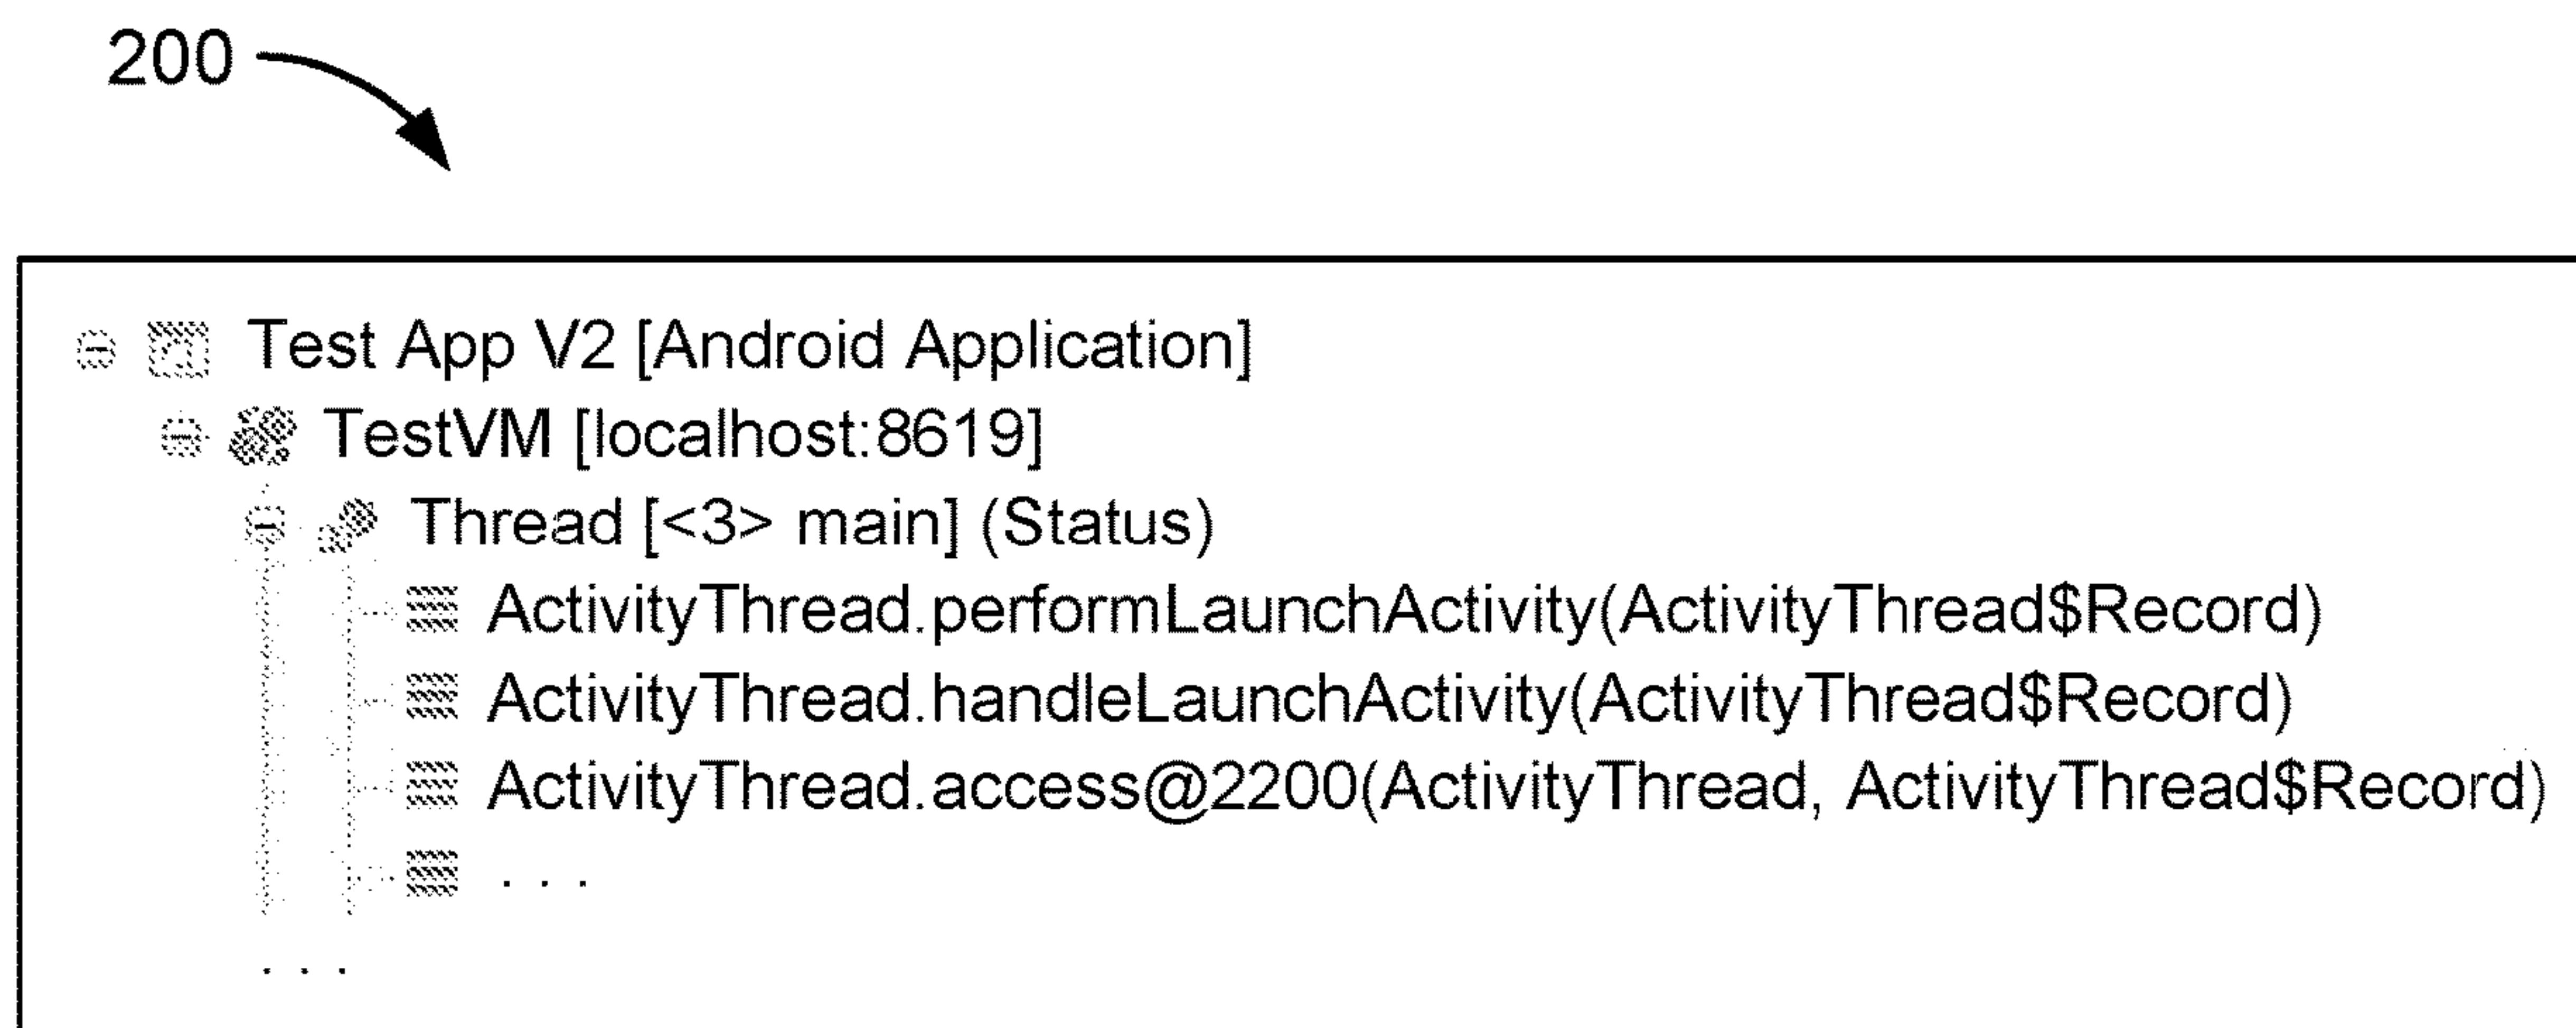 200
Test App V2 [Android Application]
TestVM [localhost:8619]
Thread [<3> main] (Status)
ActivityThread.performLaunchActivity(ActivityThread$Record)
ActivityThread.handleLaunchActivity(ActivityThread$Record)
ActivityThread.access@2200(ActivityThread, ActivityThread$Record)
. . .
. . .